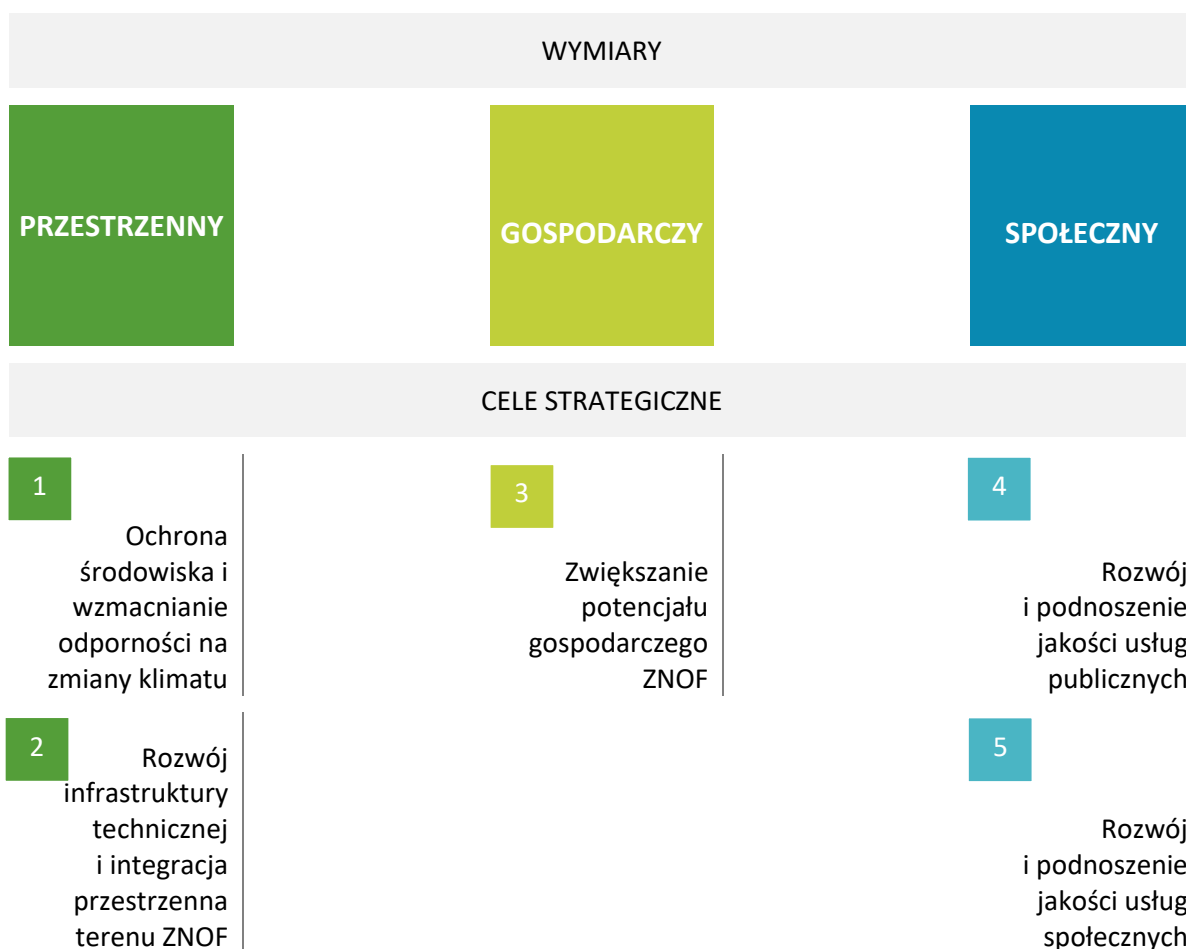 WYMIARY
PRZESTRZENNY
GOSPODARCZY
SPOŁECZNY
CELE STRATEGICZNE
1
Ochrona
środowiska i
wzmacnianie
odporności na
zmiany klimatu
3
Zwiększanie
potencjału
gospodarczego
ZNOF
4
Rozwój
i podnoszenie
jakości usług
publicznych
2
Rozwój
infrastruktury
technicznej
i integracja
przestrzenna
terenu ZNOF
5
Rozwój
i podnoszenie
jakości usług
społecznych